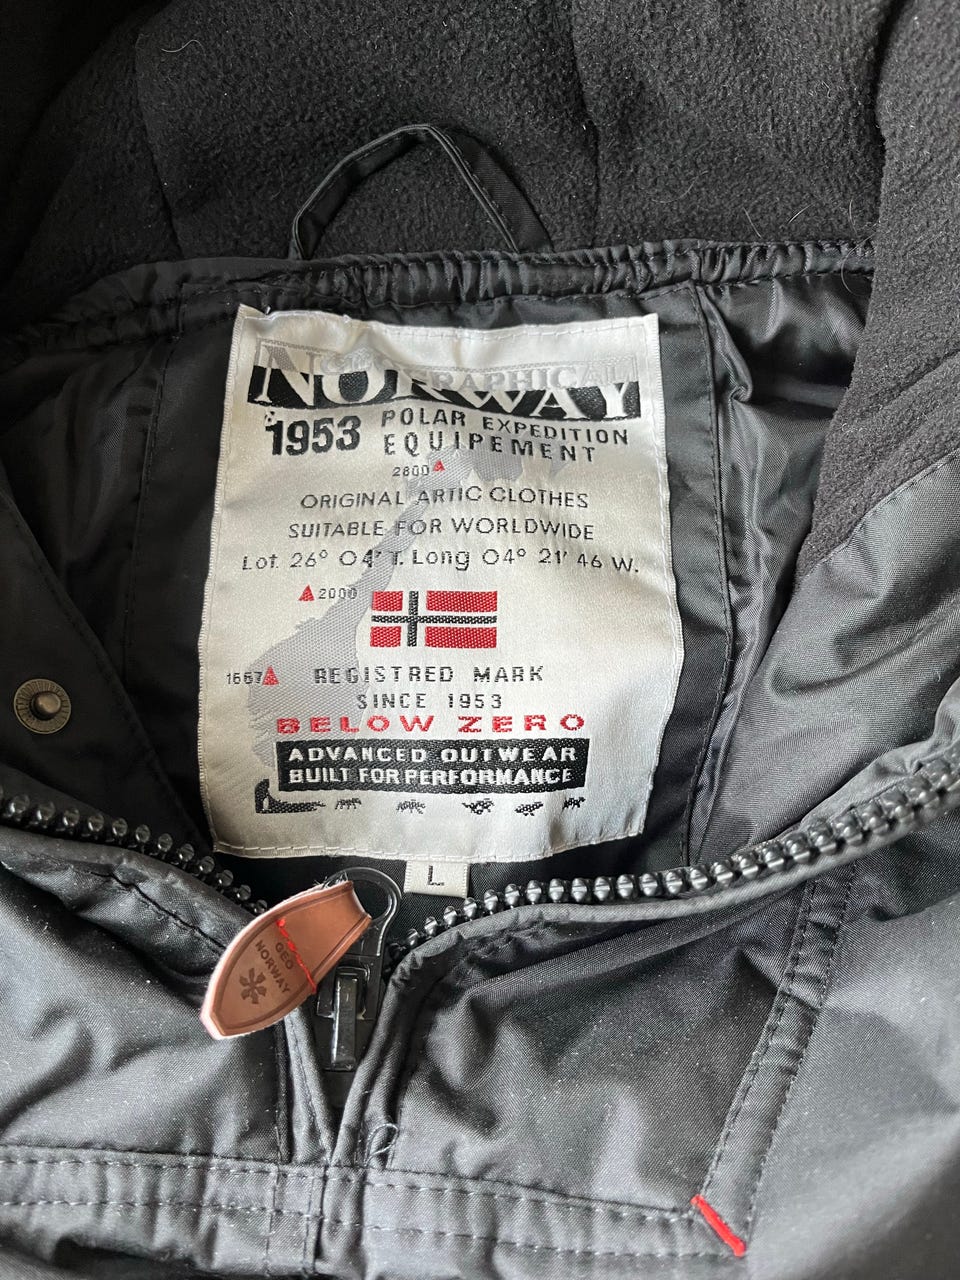 GEOGRAPHICAL
NORWAY
1953 POLAR EXPEDITION
EQUIPEMENT
2800
ORIGINAL ARTIC CLOTHES
SUITABLE FOR WORLDWIDE
Lot. 26° 04' T. Long 04° 21' 46 W.
2000
1667
REGISTRED MARK
SINCE 1953
BELOW ZERO
ADVANCED OUTWEAR
BUILT FOR PERFORMANCE
L
GEO
NORWAY